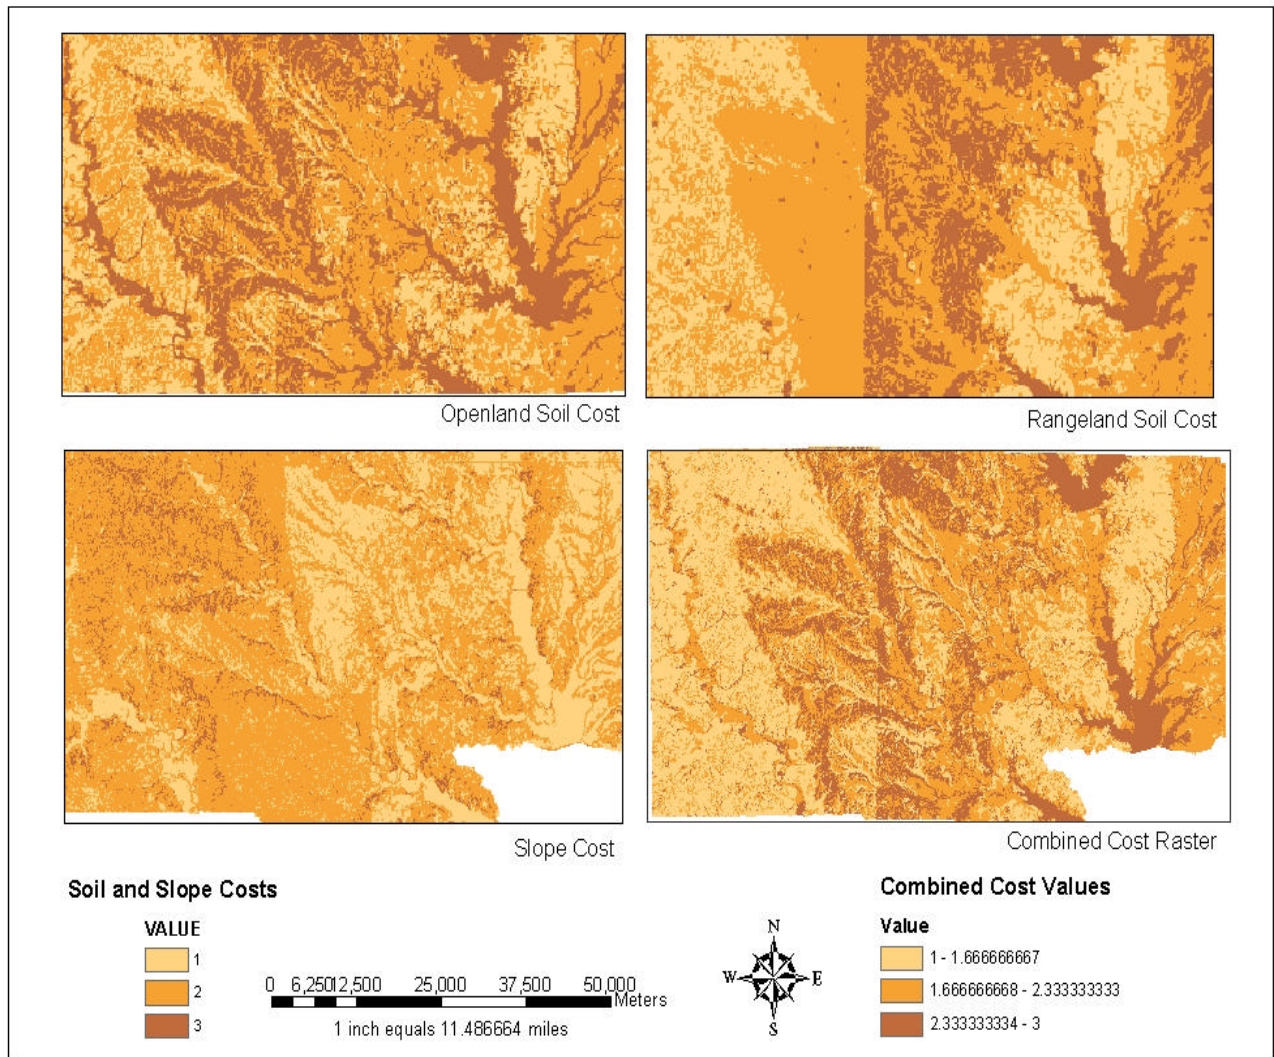 Openland Soil Cost
Rangeland Soil Cost
Slope Cost
Combined Cost Raster
Soil and Slope Costs
VALUE
1
2
3
0 6,25012,500 25,000 37,500 50,000
Meters
1 inch equals 11.486664 miles
N
W E
S
Combined Cost Values
Value
1 - 1.666666667
1.666666668 - 2.333333333
2.333333334 - 3